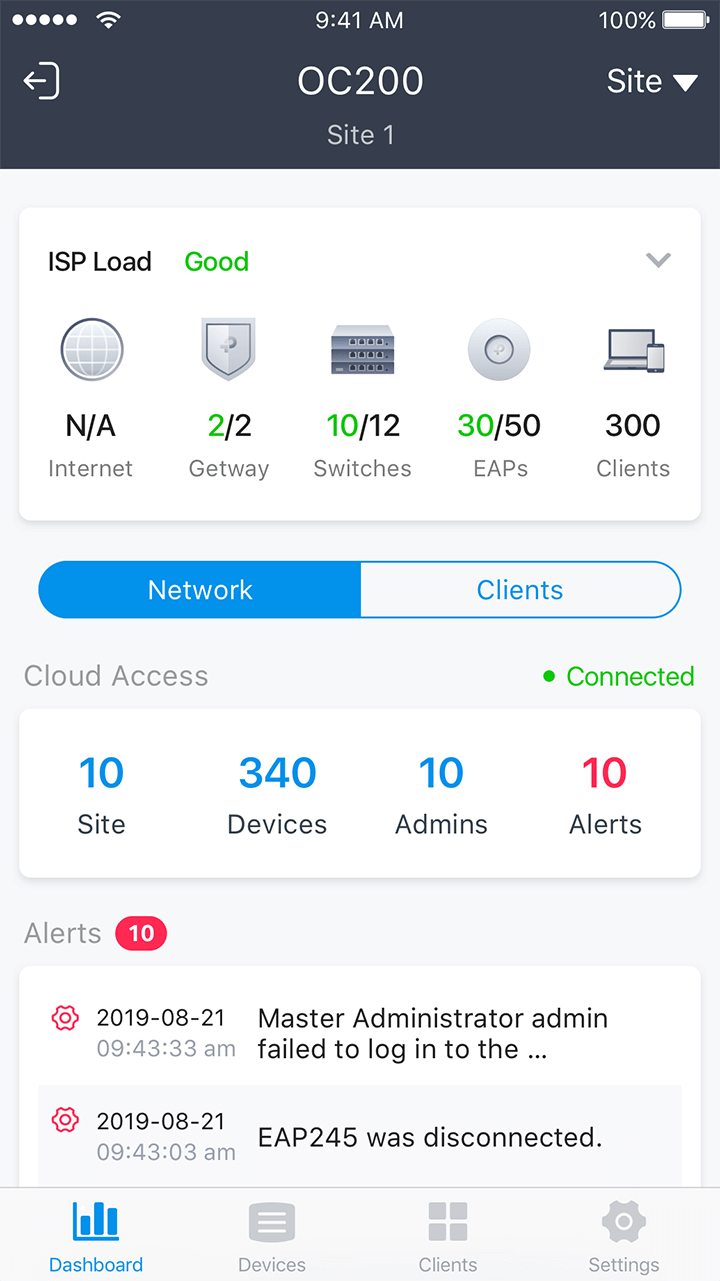 9:41 AM 100%
OC200 Site
Site 1
ISP Load Good
N/A 2/2 10/12 30/50 300
Internet Getway Switches EAPs Clients
Network Clients
Cloud Access Connected
10 340 10 10
Site Devices Admins Alerts
Alerts 10
2019-08-21 Master Administrator admin
09:43:33 am failed to log in to the ...
2019-08-21
09:43:03 am EAP245 was disconnected.
Dashboard Devices Clients Settings